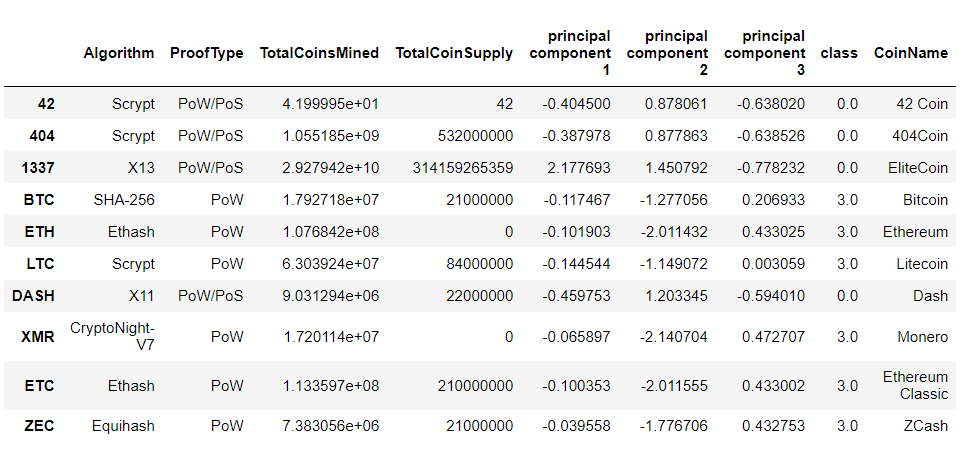 Algorithm ProofType TotalCoinsMined TotalCoinSupply principal component 1 principal component 2 principal component 3 class CoinName
42 Scrypt PoW/PoS 4.199995e+01 42 -0.404500 0.878061 -0.638020 0.0 42 Coin
404 Scrypt PoW/PoS 1.055185e+09 532000000 -0.387978 0.877863 -0.638526 0.0 404Coin
1337 X13 PoW/PoS 2.927942e+10 314159265359 2.177693 1.450792 -0.778232 0.0 EliteCoin
BTC SHA-256 PoW 1.792718e+07 21000000 -0.117467 -1.277056 0.206933 3.0 Bitcoin
ETH Ethash PoW 1.076842e+08 0 -0.101903 -2.011432 0.433025 3.0 Ethereum
LTC Scrypt PoW 6.303924e+07 84000000 -0.144544 -1.149072 0.003059 3.0 Litecoin
DASH X11 PoW/PoS 9.031294e+06 22000000 -0.459753 1.203345 -0.594010 0.0 Dash
XMR CryptoNight-V7 PoW 1.720114e+07 0 -0.065897 -2.140704 0.472707 3.0 Monero
ETC Ethash PoW 1.133597e+08 210000000 -0.100353 -2.011555 0.433002 3.0 Ethereum Classic
ZEC Equihash PoW 7.383056e+06 21000000 -0.039558 -1.776706 0.432753 3.0 ZCash